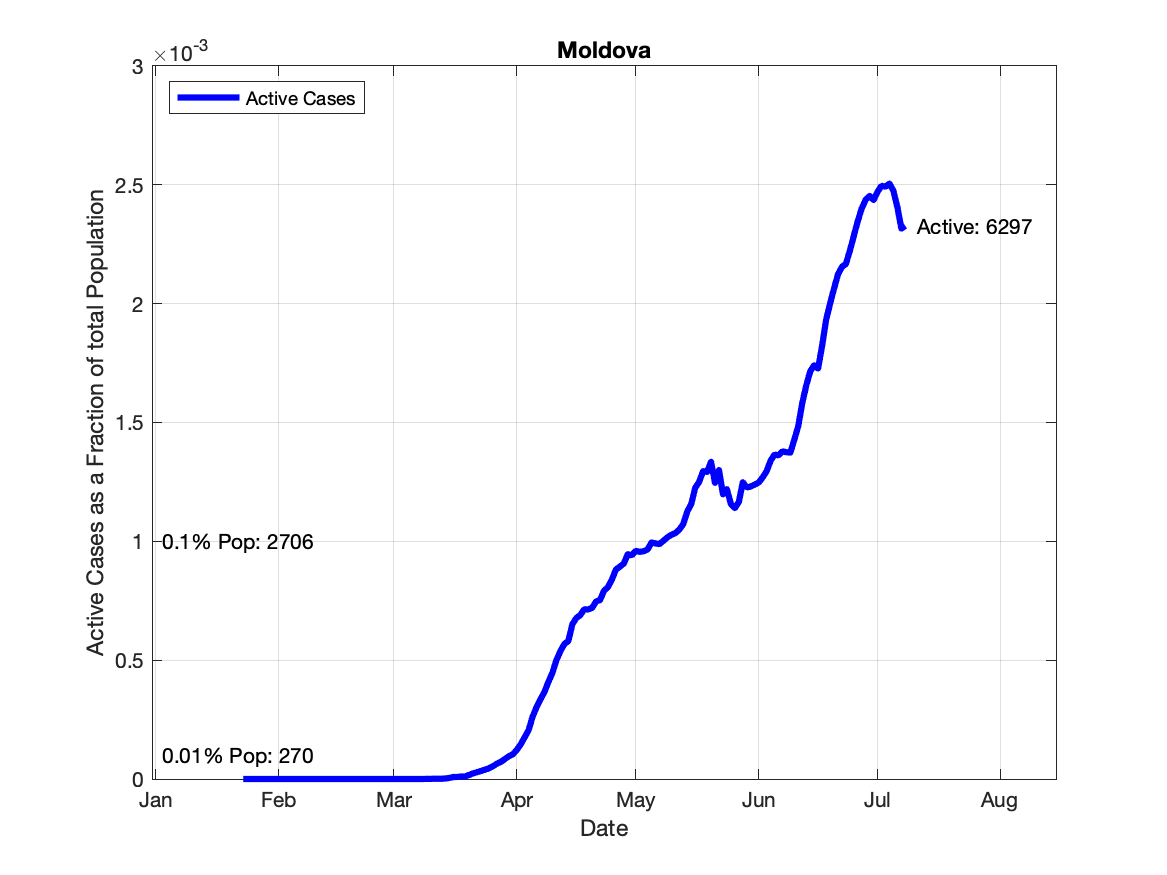 Moldova
×10-3
3
2.5
2
1.5
1
0.5
0
Active Cases as a Fraction of total Population
Active Cases
Active: 6297
0.1% Pop: 2706
0.01% Pop: 270
Jan Feb Mar Apr May Jun Jul Aug
Date